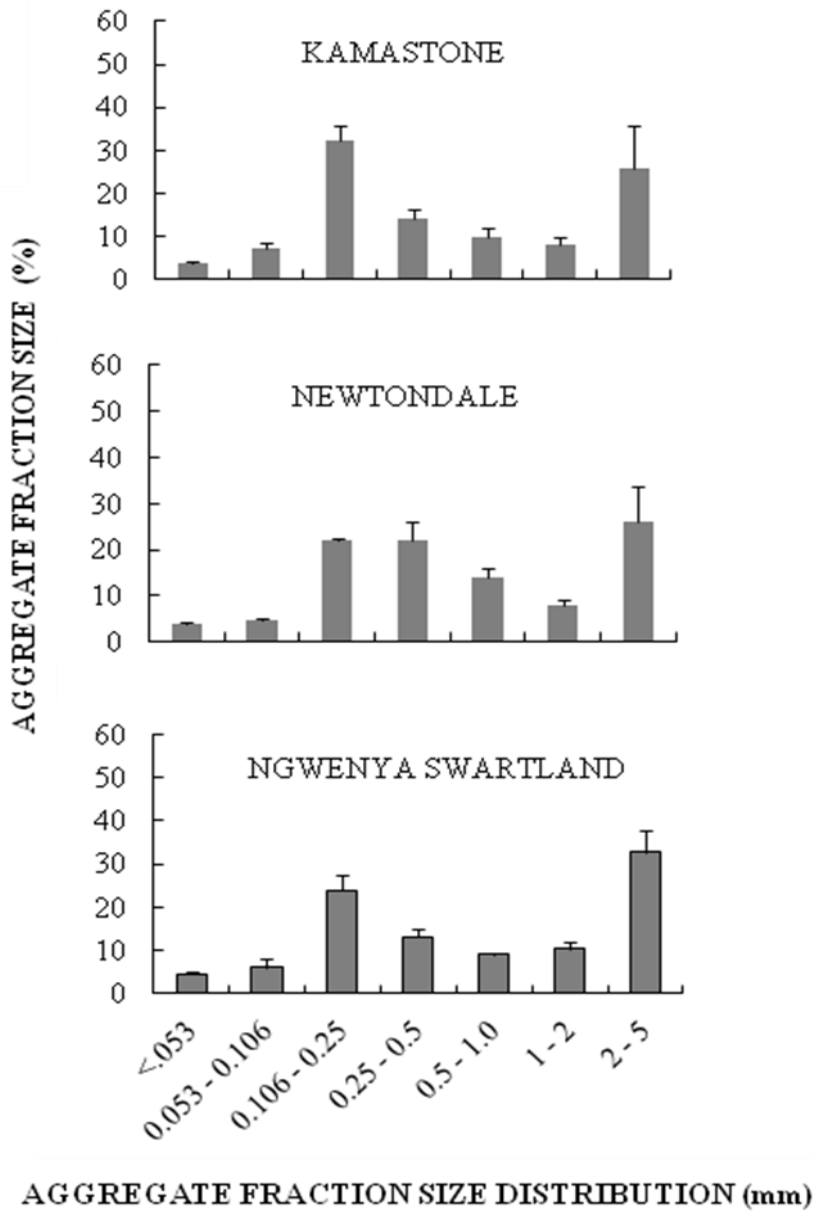 60
50
40
30
20
10
0
KAMASTONE
60
50
40
30
20
10
0
NEWTONDALE
60
50
40
30
20
10
0
NGWENYA SWARTLAND
<.053
0.053 - 0.106
0.106 - 0.25
0.25 - 0.5
0.5 - 1.0
1 - 2
2 - 5
AGGREGATE FRACTION SIZE (%)
AGGREGATE FRACTION SIZE DISTRIBUTION (mm)